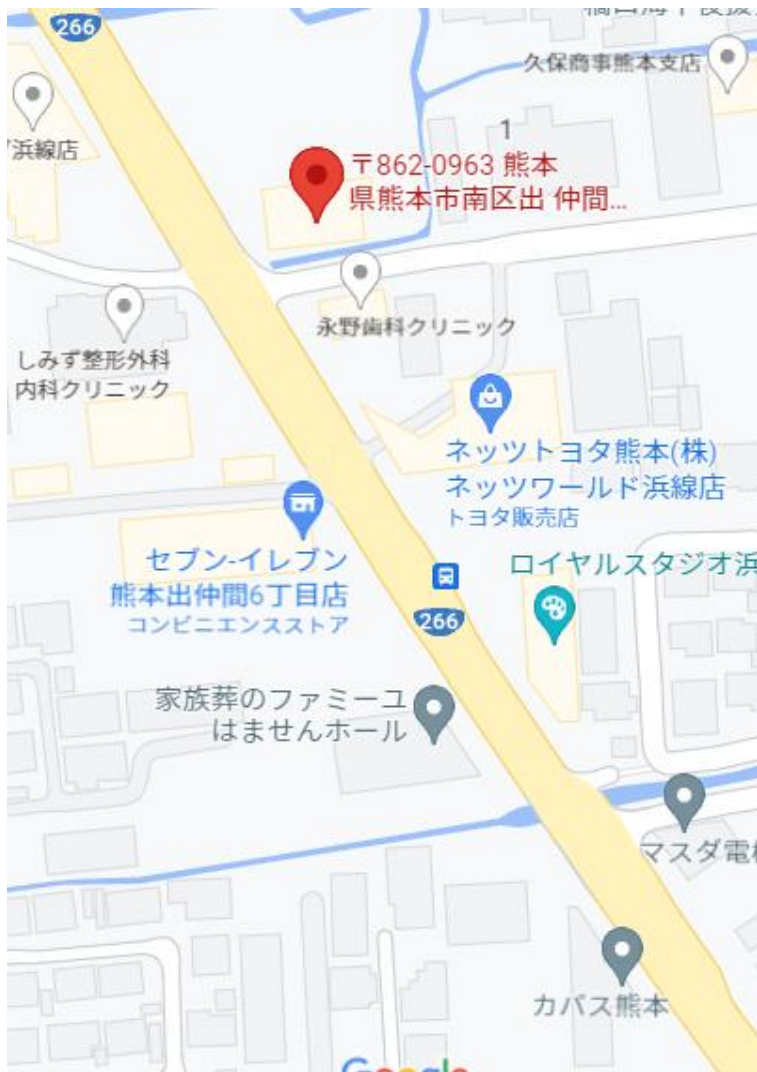 266
久保商事熊本支店
浜線店
1
〒862-0963 熊本
県熊本市南区出 仲間...
永野歯科クリニック
しみず整形外科
内科クリニック
ネッツトヨタ熊本(株)
ネッツワールド浜線店
トヨタ販売店
セブン-イレブン
熊本出仲間6丁目店
コンビニエンスストア
ロイヤルスタジオ浜
266
家族葬のファミーユ
はませんホール
マスダ電
カパス熊本
Google